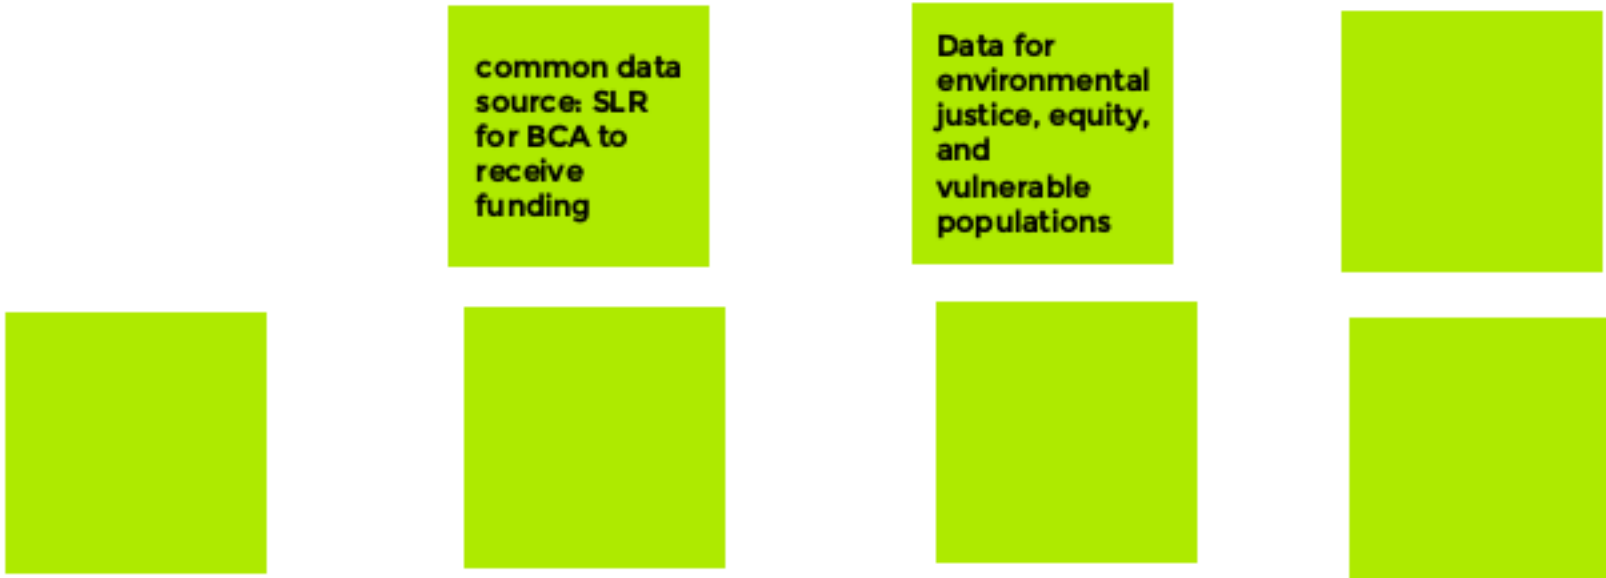 common data
source: SLR
for BCA to
receive
funding
Data for
environmental
justice, equity,
and
vulnerable
populations